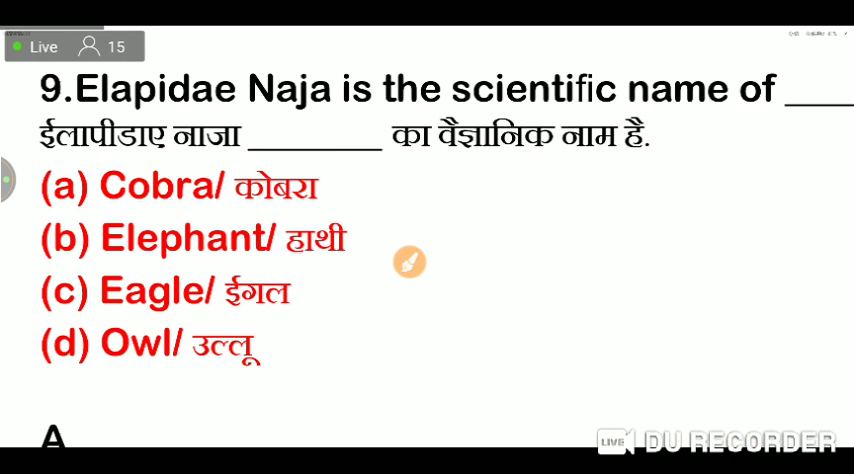 Live 15
9.Elapidae Naja is the scientific name of ____
ईलापीडाए नाजा ________ का वैज्ञानिक नाम है.
(a) Cobra/ कोबरा
(b) Elephant/ हाथी
(c) Eagle/ ईगल
(d) Owl/ उल्लू
A
LIVE DU RECORDER